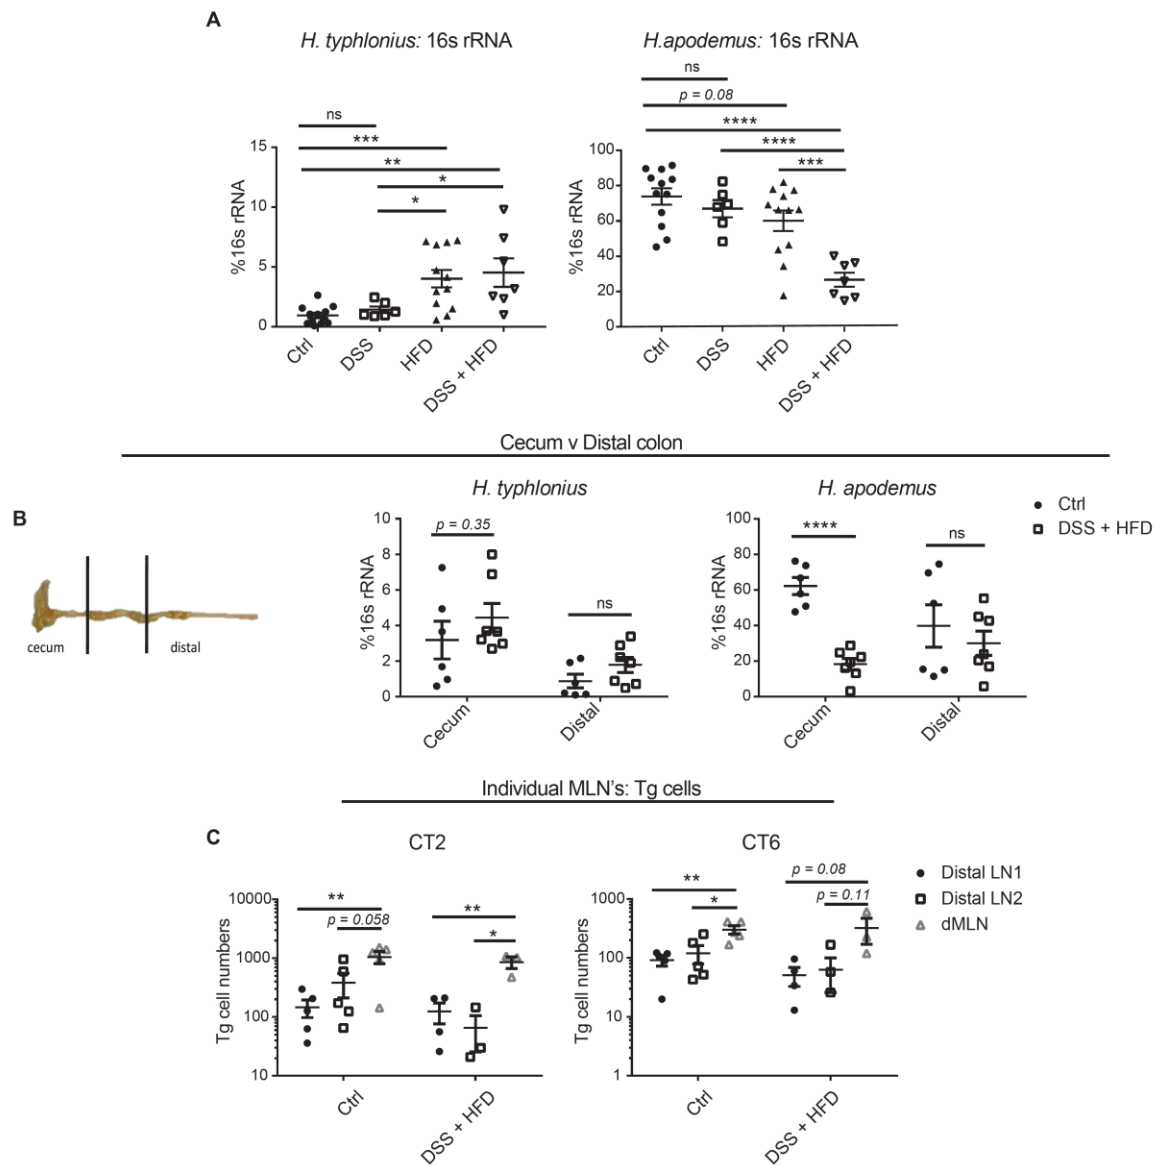 A
H. typhlonius: 16s rRNA
H.apodemus: 16s rRNA
ns
***
**
*
*
ns
p = 0.08
****
****
***
%16s rRNA
15
10
5
0
Ctrl
DSS
HFD
DSS + HFD
%16s rRNA
100
80
60
40
20
0
Ctrl
DSS
HFD
DSS + HFD
Cecum v Distal colon
B
cecum
distal
H. typhlonius
p = 0.35
ns
%16s rRNA
10
8
6
4
2
0
Cecum
Distal
H. apodemus
****
ns
%16s rRNA
100
80
60
40
20
0
Cecum
Distal
Ctrl
DSS + HFD
Individual MLN's: Tg cells
C
CT2
**
p = 0.058
**
*
Tg cell numbers
10000
1000
100
10
Ctrl
DSS + HFD
CT6
**
*
p = 0.08
p = 0.11
Tg cell numbers
1000
100
10
1
Ctrl
DSS + HFD
Distal LN1
Distal LN2
dMLN